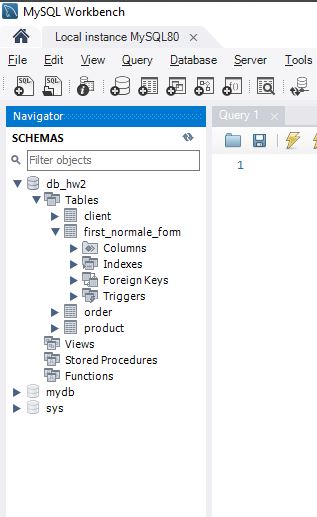 MySQL Workbench
Local instance MySQL80
File Edit View Query Database Server Tools
Navigator
Query 1
SCHEMAS
Filter objects
1
db_hw2
Tables
client
first_normale_fom
Columns
Indexes
Foreign Keys
Triggers
order
product
Views
Stored Procedures
Functions
mydb
sys